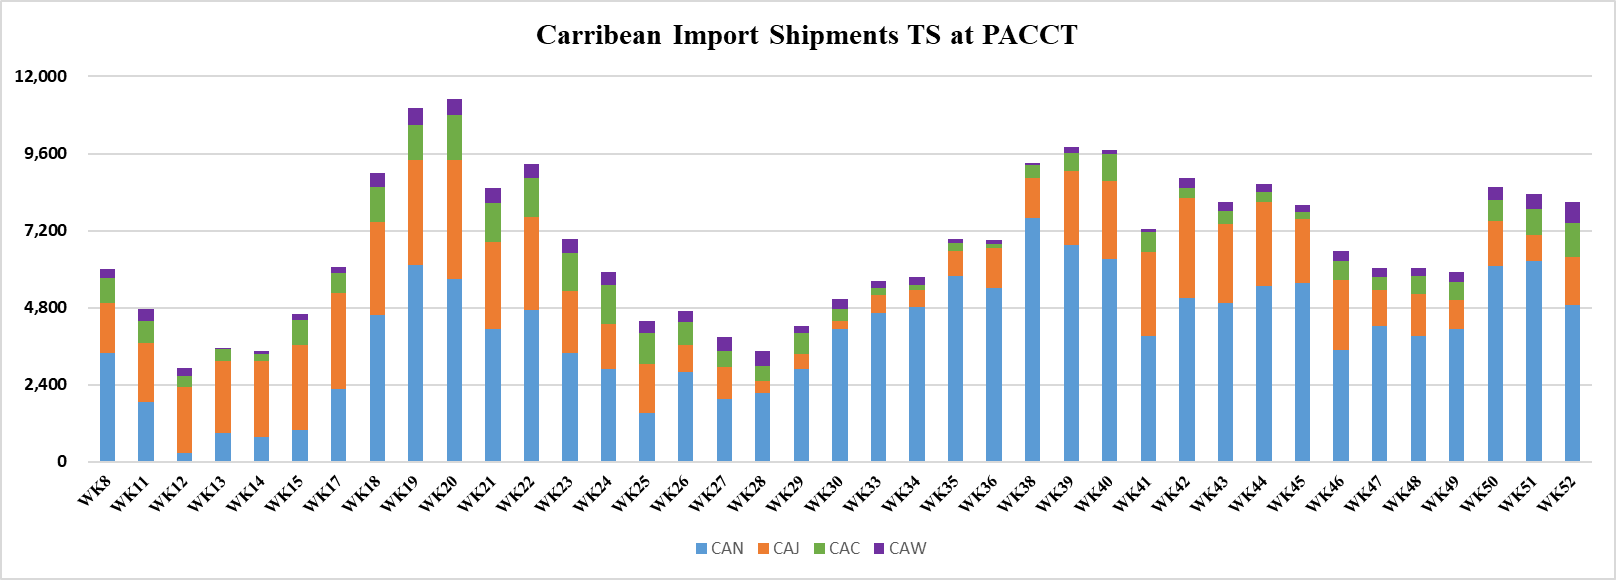 Carribean Import Shipments TS at PACCT
12,000
9,600
7,200
4,800
2,400
0
WK8 WK11 WK12 WK13 WK14 WK15 WK17 WK18 WK19 WK20 WK21 WK22 WK23 WK24 WK25 WK26 WK27 WK28 WK29 WK30 WK33 WK34 WK35 WK36 WK38 WK39 WK40 WK41 WK42 WK43 WK44 WK45 WK46 WK47 WK48 WK49 WK50 WK51 WK52
CAN CAJ CAC CAW